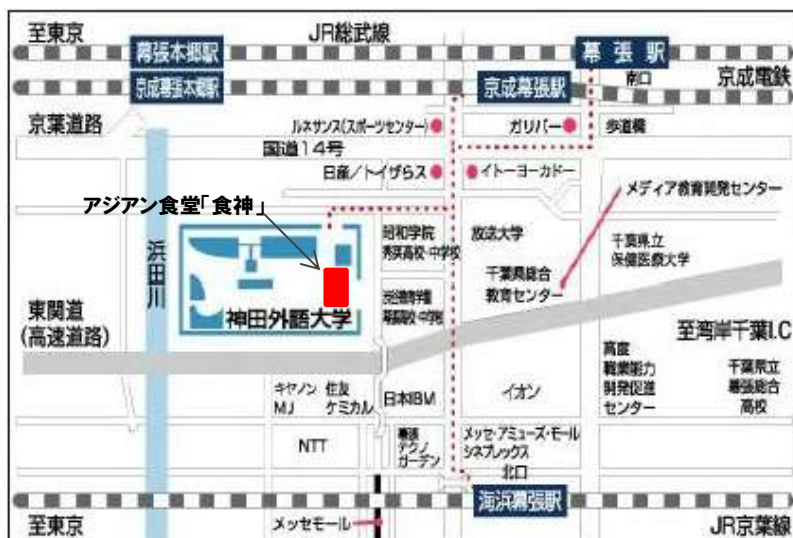 至東京
JR総武線
幕張本郷駅
幕張駅
京成幕張本郷駅
京成幕張駅
南口
京成電鉄
京葉道路
ルネサンス(スポーツセンター)
ガリバー
歩道橋
国道14号
日産/トイザらス
イトーヨーカドー
メディア教育開発センター
アジアン食堂「食神」
昭和学院
秀英高校・中学校
放送大学
千葉県立
保健医療大学
浜田川
千葉県総合
教育センター
神田外語大学
東関道
(高速道路)
至湾岸千葉I.C
高度
職業能力
開発促進
センター
千葉県立
幕張総合
高校
キヤノン
MJ
住友
ケミカル
日本IBM
イオン
NTT
幕張
テクノ
ガーデン
メッセ・アミューズ・モール
シネプレックス
北口
海浜幕張駅
至東京
メッセモール
JR京葉線